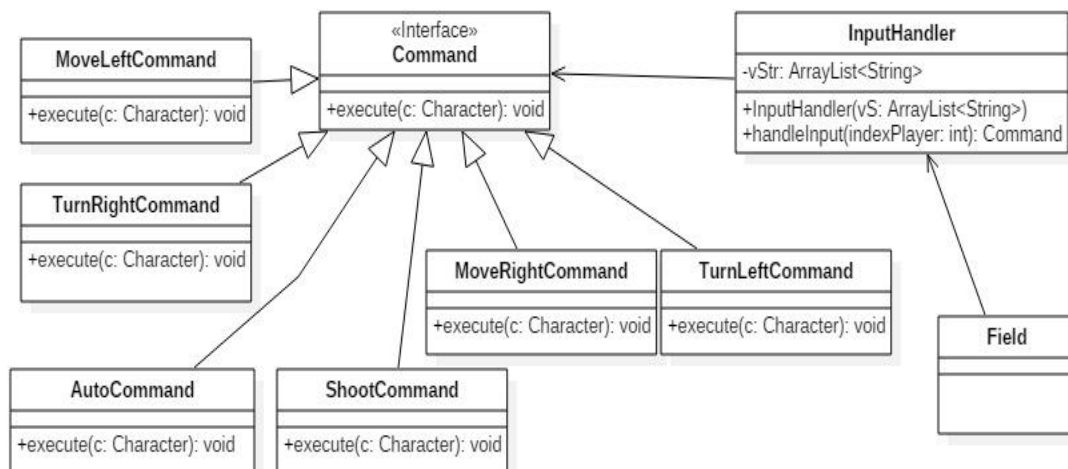 «Interface»
Command
+execute(c: Character): void
InputHandler
-vStr: ArrayList<String>
+InputHandler(vS: ArrayList<String>)
+handleInput(indexPlayer: int): Command
MoveLeftCommand
+execute(c: Character): void
TurnRightCommand
+execute(c: Character): void
MoveRightCommand
+execute(c: Character): void
TurnLeftCommand
+execute(c: Character): void
Field
AutoCommand
+execute(c: Character): void
ShootCommand
+execute(c: Character): void